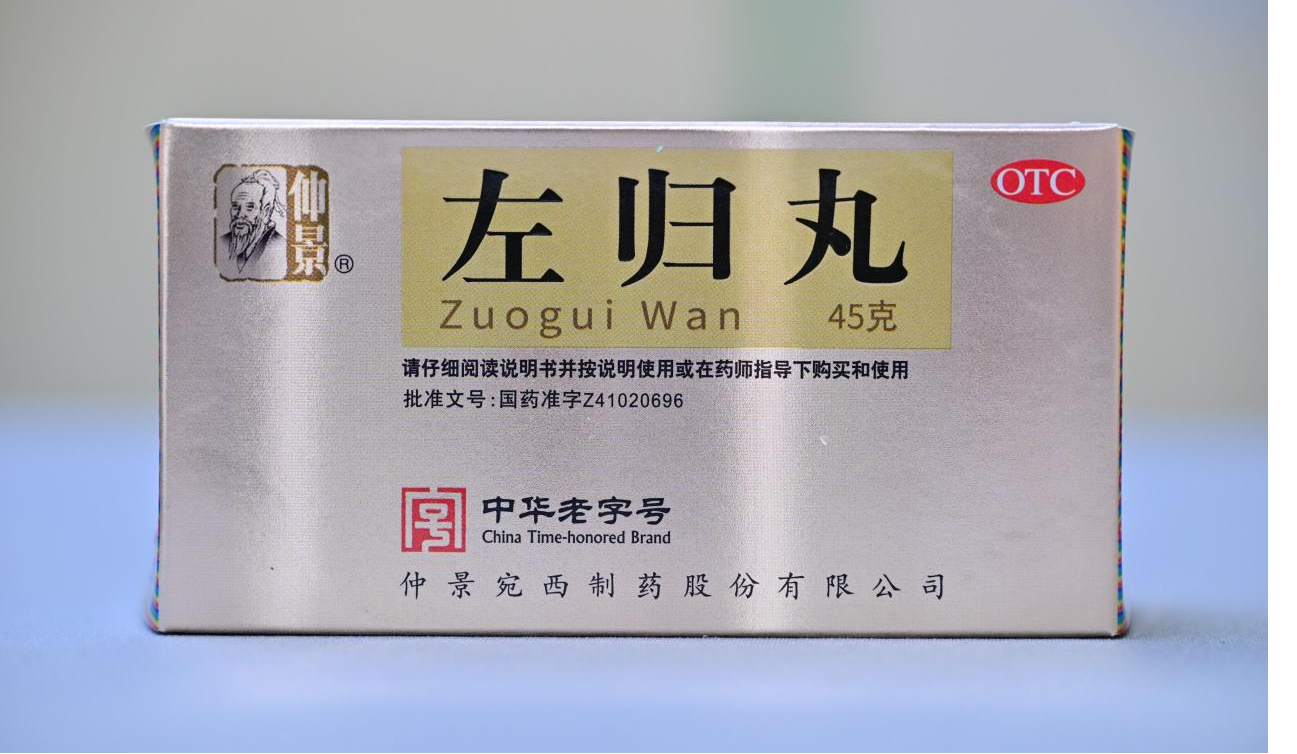 仲景®
左归丸
OTC
Zuogui Wan 45克
请仔细阅读说明书并按说明使用或在药师指导下购买和使用
批准文号:国药准字Z41020696
中华老字号
China Time-honored Brand
仲景宛西制药股份有限公司